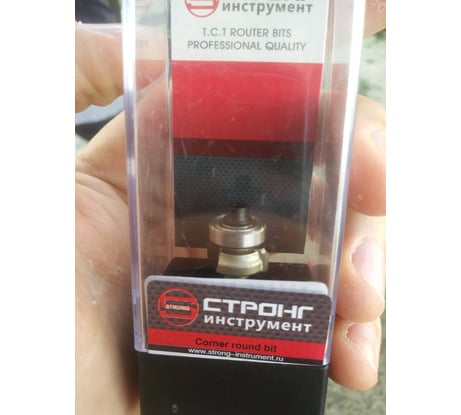 инструмент
T.C.T ROUTER BITS
PROFESSIONAL QUALITY
STRONG
СТРОНГ
инструмент
Corner round bit
www.strong-instrument.ru